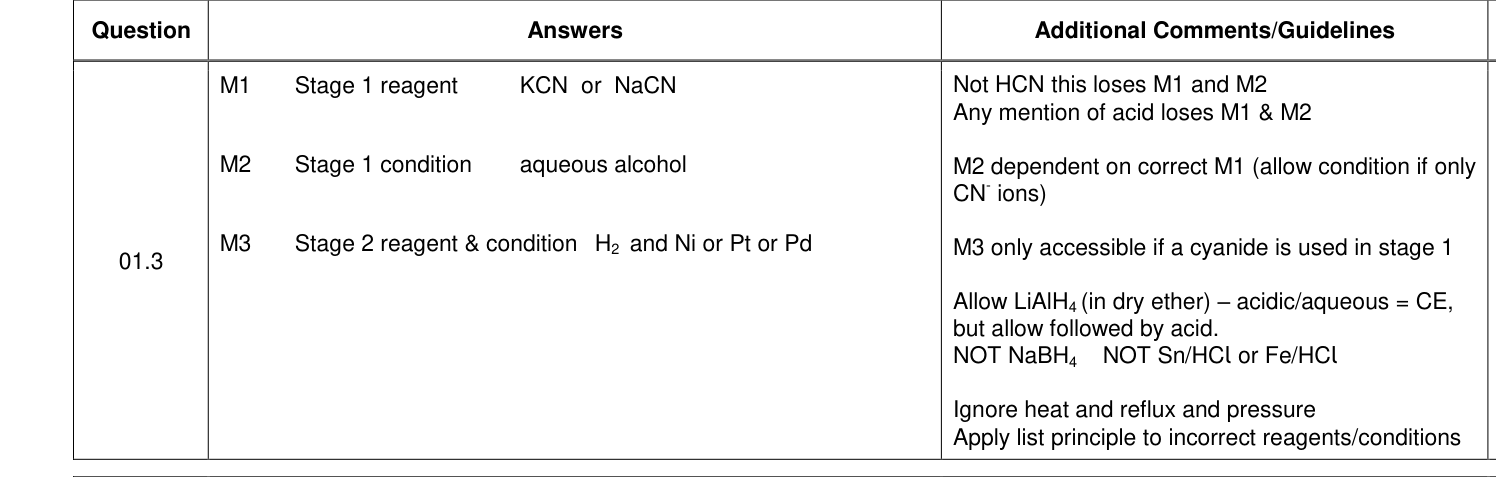 Question Answers Additional Comments/Guidelines
M1 Stage 1 reagent KCN or NaCN
Not HCN this loses M1 and M2
Any mention of acid loses M1 & M2
M2 Stage 1 condition aqueous alcohol
M2 dependent on correct M1 (allow condition if only
CN⁻ ions)
M3 Stage 2 reagent & condition H₂ and Ni or Pt or Pd
M3 only accessible if a cyanide is used in stage 1
01.3
Allow LiAlH₄ (in dry ether) – acidic/aqueous = CE,
but allow followed by acid.
NOT NaBH₄ NOT Sn/HCl or Fe/HCl
Ignore heat and reflux and pressure
Apply list principle to incorrect reagents/conditions